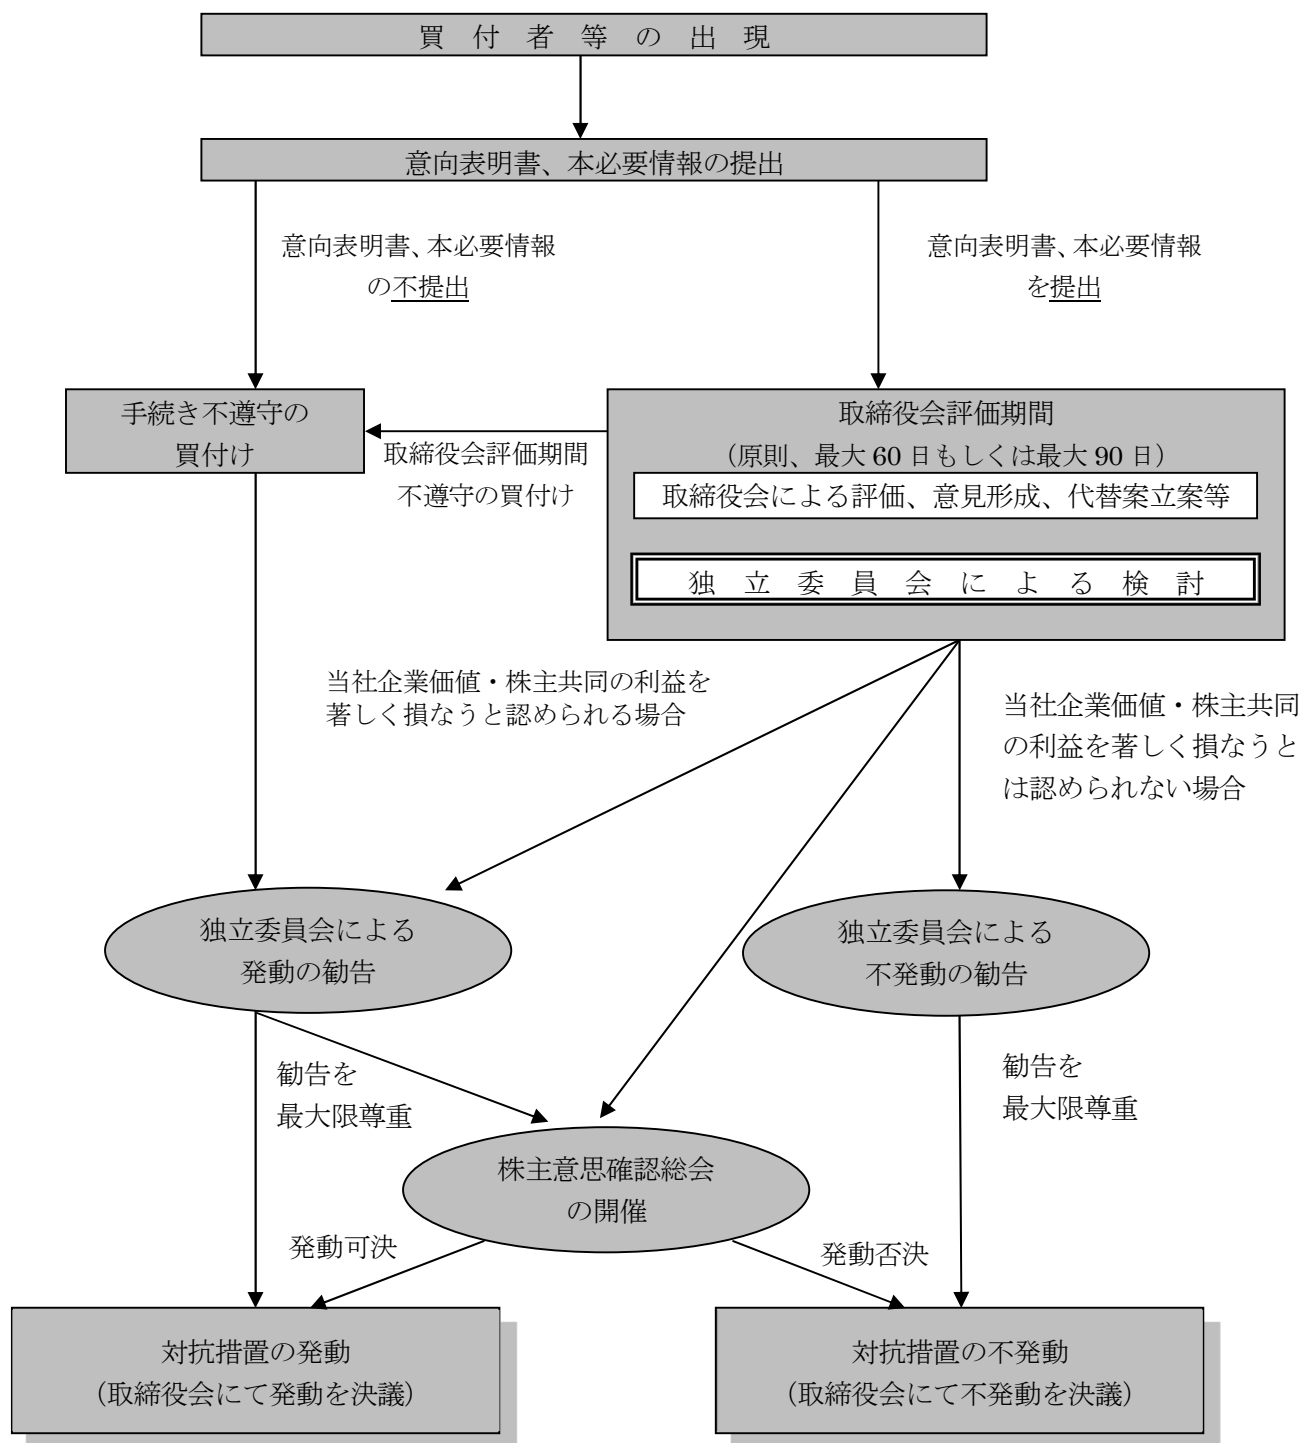 買付者等の出現
意向表明書、本必要情報の提出
意向表明書、本必要情報
の不提出
意向表明書、本必要情報
を提出
手続き不遵守の
買付け
取締役会評価期間
不遵守の買付け
取締役会評価期間
（原則、最大 60 日もしくは最大 90 日）
取締役会による評価、意見形成、代替案立案等
独立委員会による検討
当社企業価値・株主共同の利益を
著しく損なうと認められる場合
当社企業価値・株主共同
の利益を著しく損なうと
は認められない場合
独立委員会による
発動の勧告
独立委員会による
不発動の勧告
勧告を
最大限尊重
勧告を
最大限尊重
株主意思確認総会
の開催
発動可決
発動否決
対抗措置の発動
（取締役会にて発動を決議）
対抗措置の不発動
（取締役会にて不発動を決議）